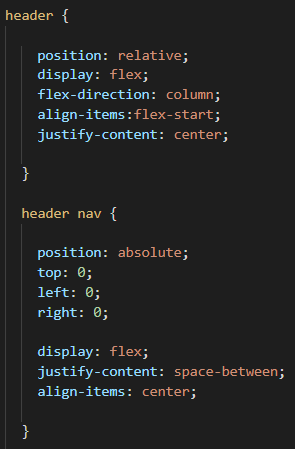 header {
position: relative;
display: flex;
flex-direction: column;
align-items:flex-start;
justify-content: center;
}
header nav {
position: absolute;
top: 0;
left: 0;
right: 0;
display: flex;
justify-content: space-between;
align-items: center;
}